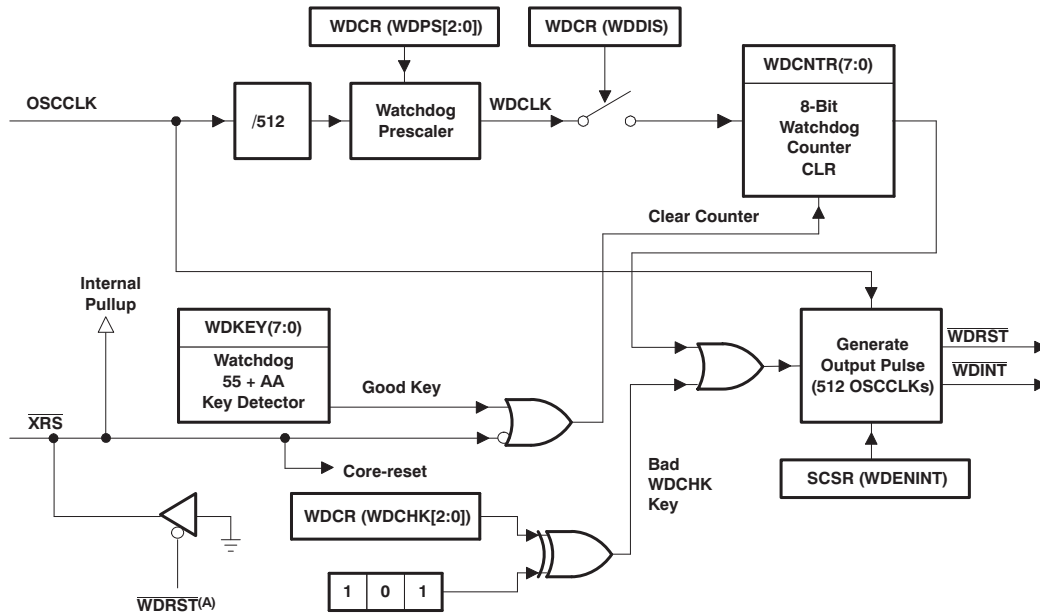 WDCR (WDPS[2:0])
WDCR (WDDIS)
WDCNTR(7:0)
OSCCLK
/512
Watchdog
Prescaler
WDCLK
8-Bit
Watchdog
Counter
CLR
Clear Counter
Internal
Pullup
WDKEY(7:0)
Watchdog
55 + AA
Key Detector
Good Key
Generate
Output Pulse
(512 OSCCLKs)
WDRST
WDINT
XRS
Core-reset
Bad
WDCHK
Key
SCSR (WDENINT)
WDCR (WDCHK[2:0])
WDRST(A)
1 0 1